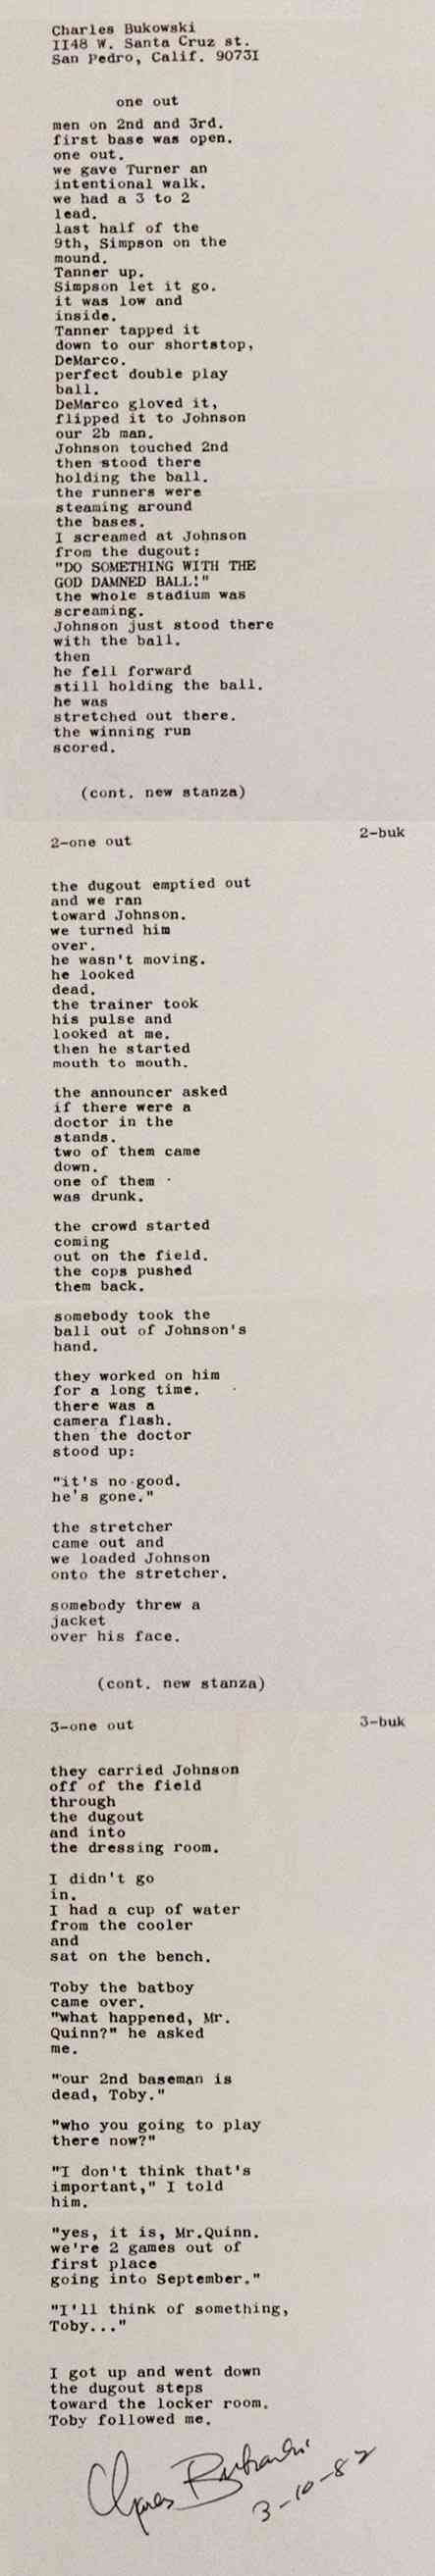 Charles Bukowski
1148 W. Santa Cruz st.
San Pedro, Calif. 90731
one out
men on 2nd and 3rd.
first base was open.
one out.
we gave Turner an
intentional walk.
we had a 3 to 2
lead.
last half of the
9th, Simpson on the
mound.
Tanner up.
Simpson let it go.
it was low and
inside.
Tanner tapped it
down to our shortstop,
DeMarco.
perfect double play
ball.
DeMarco gloved it,
flipped it to Johnson
our 2b man.
Johnson touched 2nd
then stood there
holding the ball.
the runners were
steaming around
the bases.
I screamed at Johnson
from the dugout:
"DO SOMETHING WITH THE
GOD DAMNED BALL!"
the whole stadium was
screaming.
Johnson just stood there
with the ball.
then
he fell forward
still holding the ball.
he was
stretched out there.
the winning run
scored.
(cont. new stanza)
2-one out 2-buk
the dugout emptied out
and we ran
toward Johnson.
we turned him
over.
he wasn't moving.
he looked
dead.
the trainer took
his pulse and
looked at me.
then he started
mouth to mouth.
the announcer asked
if there were a
doctor in the
stands.
two of them came
down.
one of them
was drunk.
the crowd started
coming
out on the field.
the cops pushed
them back.
somebody took the
ball out of Johnson's
hand.
they worked on him
for a long time.
there was a
camera flash.
then the doctor
stood up:
"it's no good.
he's gone."
the stretcher
came out and
we loaded Johnson
onto the stretcher.
somebody threw a
jacket
over his face.
(cont. new stanza)
3-one out 3-buk
they carried Johnson
off of the field
through
the dugout
and into
the dressing room.
I didn't go
in.
I had a cup of water
from the cooler
and
sat on the bench.
Toby the batboy
came over.
"what happened, Mr.
Quinn?" he asked
me.
"our 2nd baseman is
dead, Toby."
"who you going to play
there now?"
"I don't think that's
important," I told
him.
"yes, it is, Mr.Quinn.
we're 2 games out of
first place
going into September."
"I'll think of something,
Toby..."
I got up and went down
the dugout steps
toward the locker room.
Toby followed me.
Charles Bukowski
3-10-82